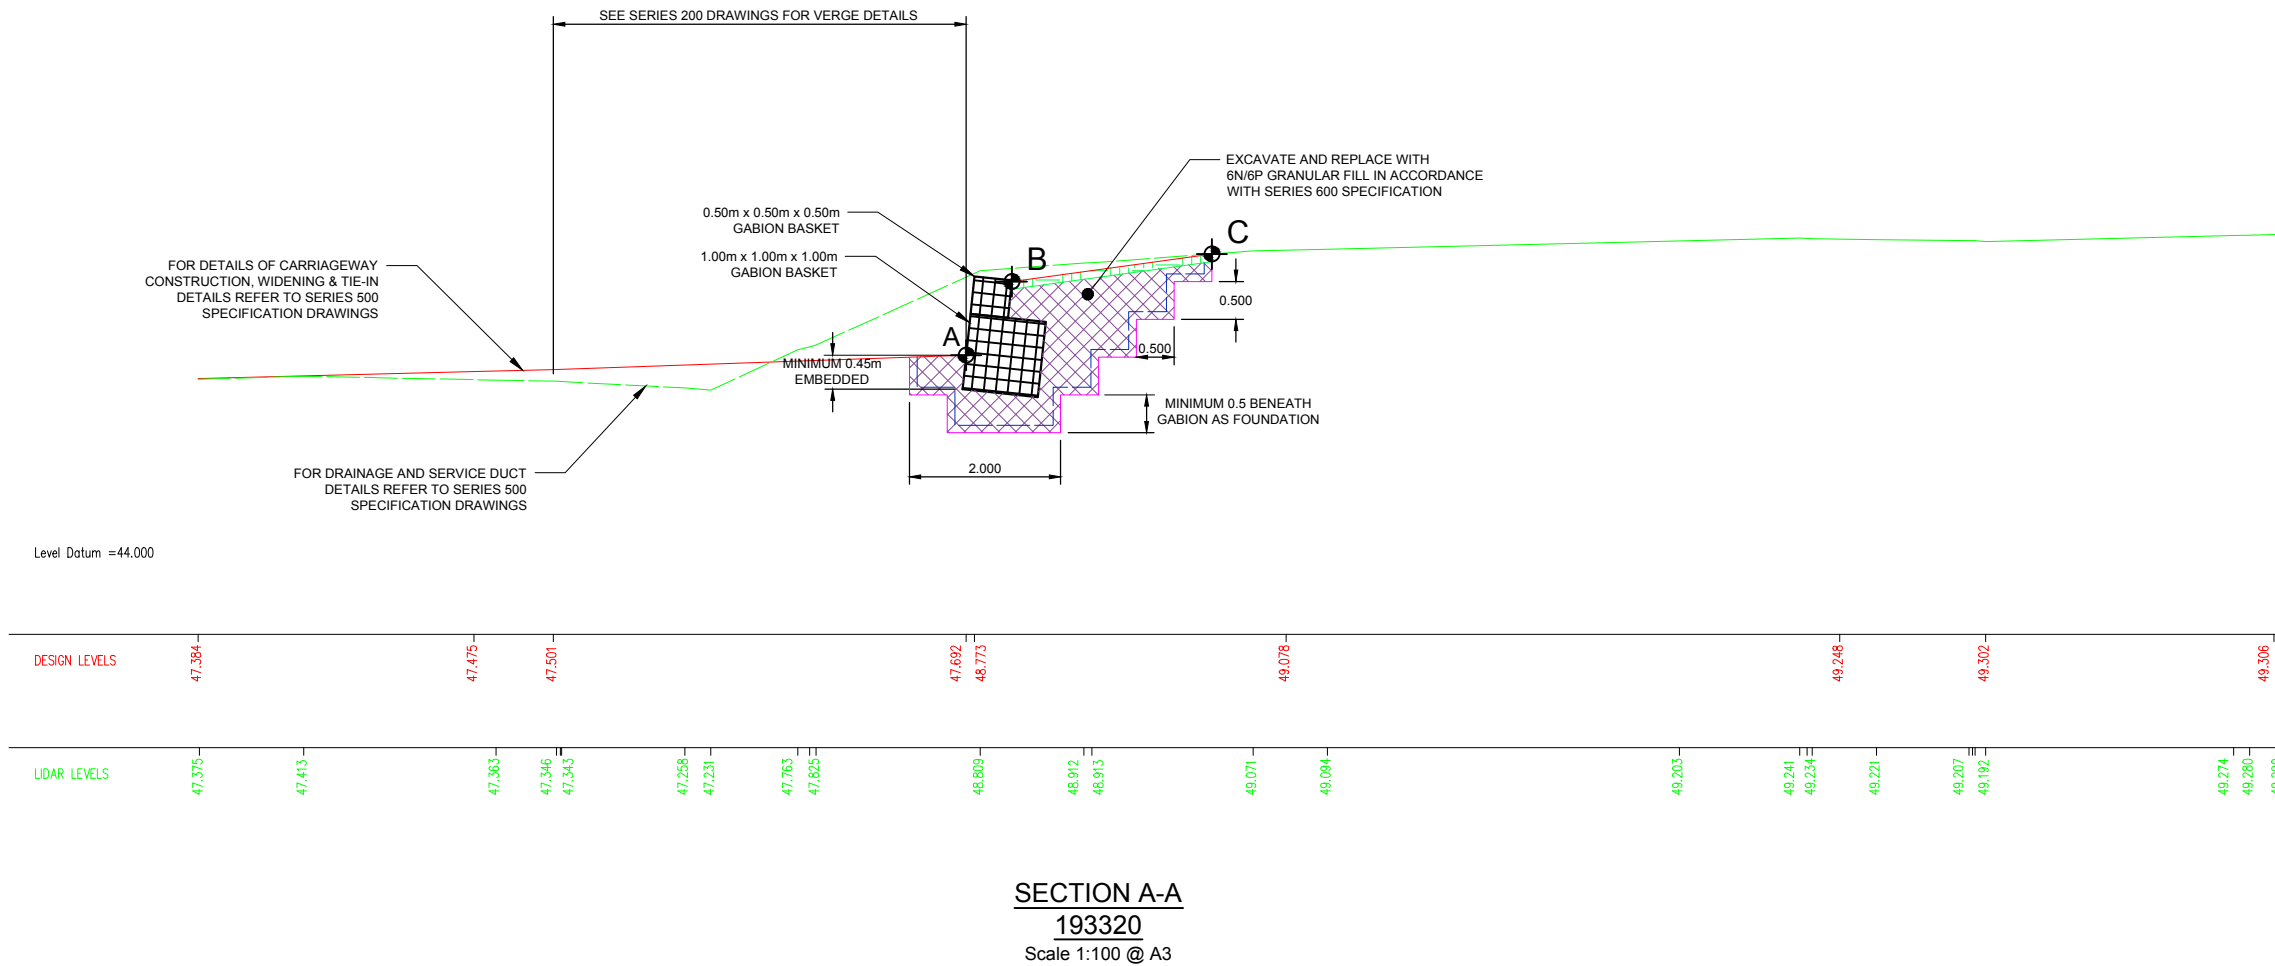 SEE SERIES 200 DRAWINGS FOR VERGE DETAILS
EXCAVATE AND REPLACE WITH
6N/6P GRANULAR FILL IN ACCORDANCE
WITH SERIES 600 SPECIFICATION
0.50m x 0.50m x 0.50m
GABION BASKET
1.00m x 1.00m x 1.00m
GABION BASKET
FOR DETAILS OF CARRIAGEWAY
CONSTRUCTION, WIDENING & TIE-IN
DETAILS REFER TO SERIES 500
SPECIFICATION DRAWINGS
A
B
C
0.500
0.500
MINIMUM 0.45m
EMBEDDED
MINIMUM 0.5 BENEATH
GABION AS FOUNDATION
2.000
FOR DRAINAGE AND SERVICE DUCT
DETAILS REFER TO SERIES 500
SPECIFICATION DRAWINGS
Level Datum =44.000
DESIGN LEVELS
47.384
47.475
47.501
47.692
48.773
49.078
49.248
49.302
49.306
LIDAR LEVELS
47.375
47.413
47.363
47.346
47.343
47.258
47.231
47.763
47.825
48.809
48.912
48.913
49.071
49.094
49.203
49.241
49.234
49.221
49.207
49.192
49.274
49.280
SECTION A-A
193320
Scale 1:100 @ A3